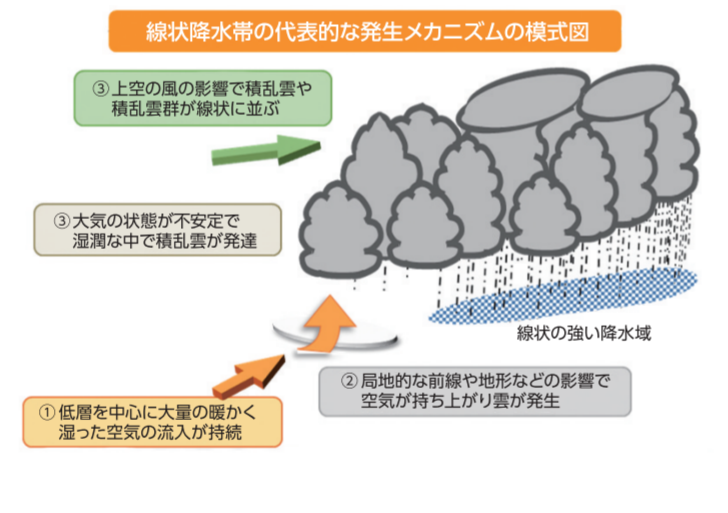 線状降水帯の代表的な発生メカニズムの模式図
③上空の風の影響で積乱雲や
積乱雲群が線状に並ぶ
③大気の状態が不安定で
湿潤な中で積乱雲が発達
線状の強い降水域
②局地的な前線や地形などの影響で
空気が持ち上がり雲が発生
①低層を中心に大量の暖かく
湿った空気の流入が持続